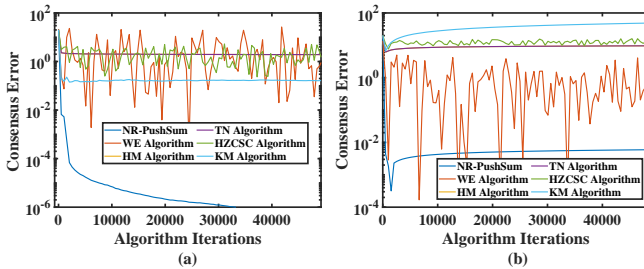 10^2
10^0
10^-2
10^-4
10^-6
Consensus Error
NR-PushSum
WE Algorithm
HM Algorithm
TN Algorithm
HZCSC Algorithm
KM Algorithm
0 10000 20000 30000 40000
Algorithm Iterations
(a)
10^2
10^0
10^-2
10^-4
Consensus Error
NR-PushSum
WE Algorithm
HM Algorithm
TN Algorithm
HZCSC Algorithm
KM Algorithm
0 10000 20000 30000 40000
Algorithm Iterations
(b)